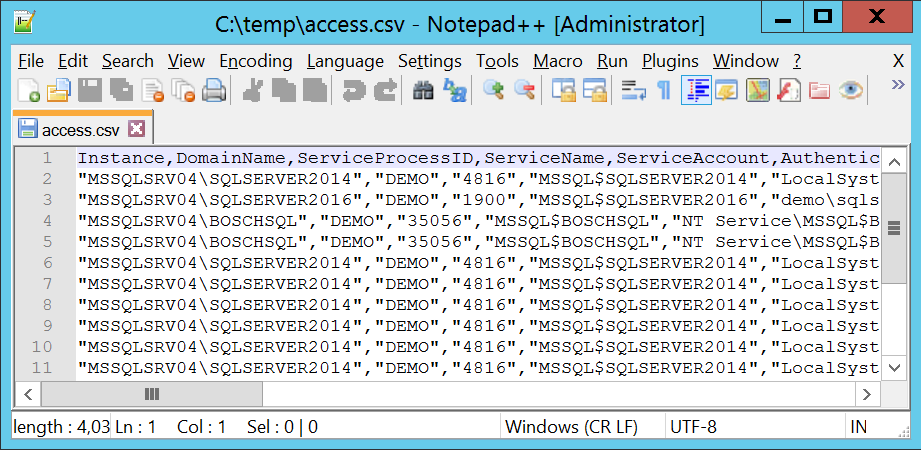 C:\temp\access.csv - Notepad++ [Administrator]
File Edit Search View Encoding Language Settings Tools Macro Run Plugins Window ? X
access.csv
1 Instance,DomainName,ServiceProcessID,ServiceName,ServiceAccount,Authentic
2 "MSSQLSRV04\SQLSERVER2014","DEMO","4816","MSSQL$SQLSERVER2014","LocalSyst
3 "MSSQLSRV04\SQLSERVER2016","DEMO","1900","MSSQL$SQLSERVER2016","demo\sqls
4 "MSSQLSRV04\BOSCHSQL","DEMO","35056","MSSQL$BOSCHSQL","NT Service\MSSQL$B
5 "MSSQLSRV04\BOSCHSQL","DEMO","35056","MSSQL$BOSCHSQL","NT Service\MSSQL$B
6 "MSSQLSRV04\SQLSERVER2014","DEMO","4816","MSSQL$SQLSERVER2014","LocalSyst
7 "MSSQLSRV04\SQLSERVER2014","DEMO","4816","MSSQL$SQLSERVER2014","LocalSyst
8 "MSSQLSRV04\SQLSERVER2014","DEMO","4816","MSSQL$SQLSERVER2014","LocalSyst
9 "MSSQLSRV04\SQLSERVER2014","DEMO","4816","MSSQL$SQLSERVER2014","LocalSyst
10 "MSSQLSRV04\SQLSERVER2014","DEMO","4816","MSSQL$SQLSERVER2014","LocalSyst
11 "MSSQLSRV04\SQLSERVER2014","DEMO","4816","MSSQL$SQLSERVER2014","LocalSyst
length : 4,03 Ln : 1 Col : 1 Sel : 0 | 0 Windows (CR LF) UTF-8 IN